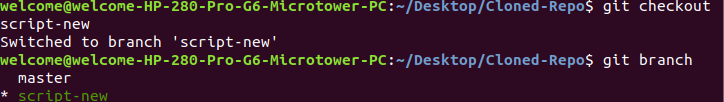 welcome@welcome-HP-280-Pro-G6-Microtower-PC:~/Desktop/Cloned-Repo$ git checkout
script-new
Switched to branch 'script-new'
welcome@welcome-HP-280-Pro-G6-Microtower-PC:~/Desktop/Cloned-Repo$ git branch
  master
* script-new